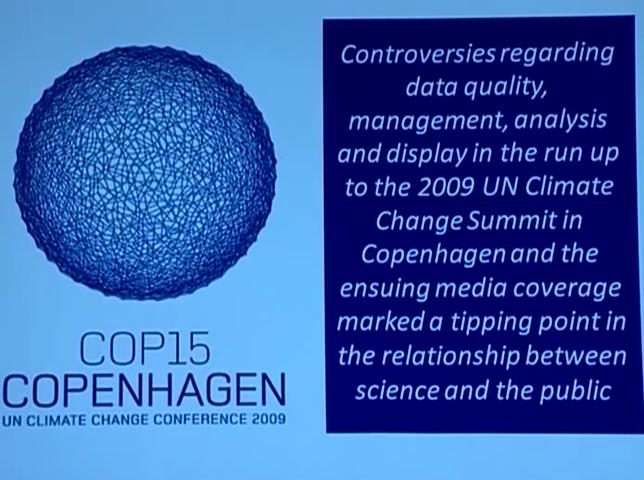 COP15
COPENHAGEN
UN CLIMATE CHANGE CONFERENCE 2009
Controversies regarding
data quality,
management, analysis
and display in the run up
to the 2009 UN Climate
Change Summit in
Copenhagen and the
ensuing media coverage
marked a tipping point in
the relationship between
science and the public